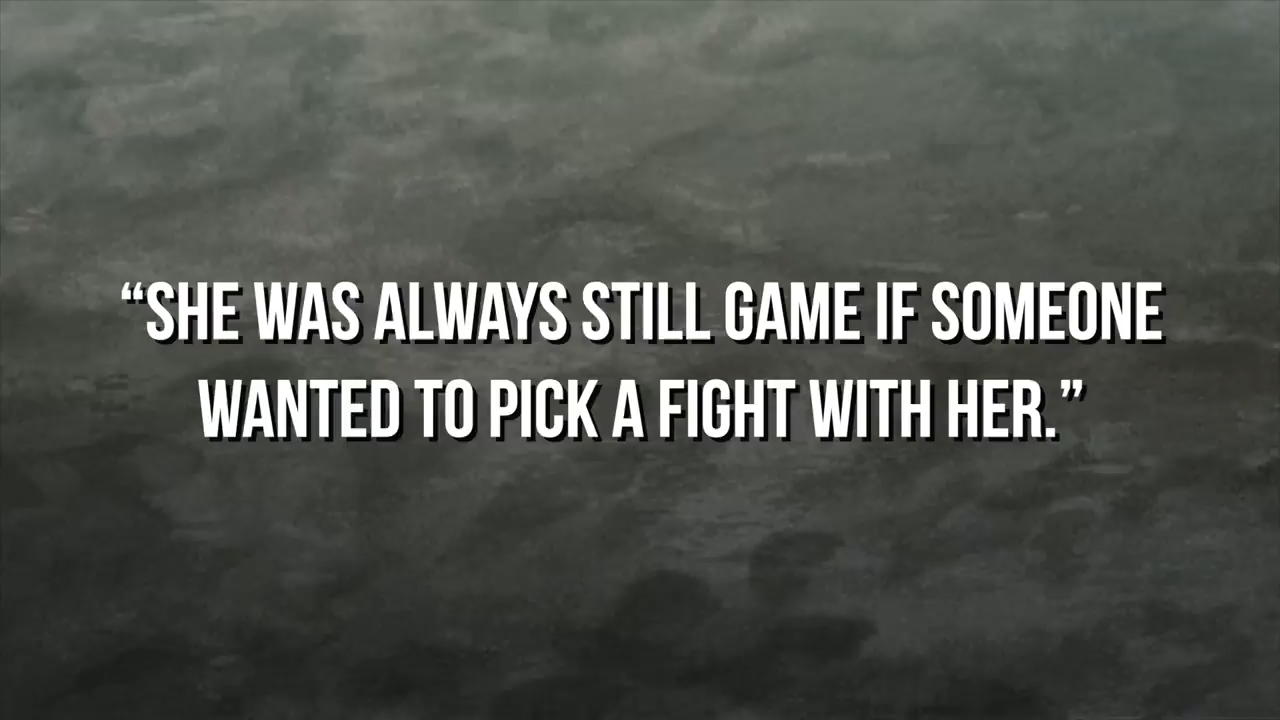 “SHE WAS ALWAYS STILL GAME IF SOMEONE
WANTED TO PICK A FIGHT WITH HER.”